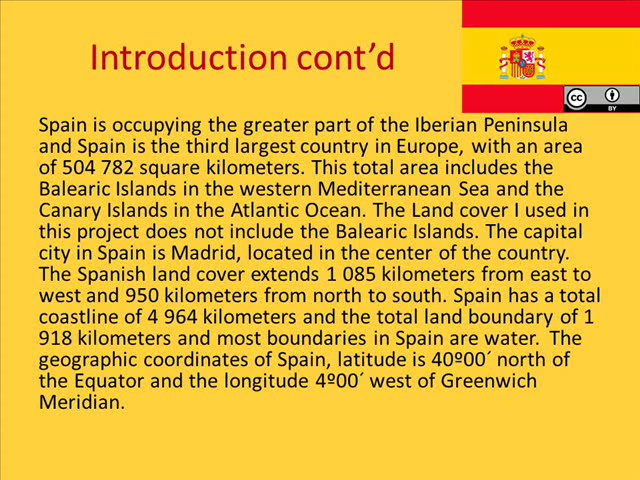 Introduction cont’d
cc
BY
Spain is occupying the greater part of the Iberian Peninsula
and Spain is the third largest country in Europe, with an area
of 504 782 square kilometers. This total area includes the
Balearic Islands in the western Mediterranean Sea and the
Canary Islands in the Atlantic Ocean. The Land cover I used in
this project does not include the Balearic Islands. The capital
city in Spain is Madrid, located in the center of the country.
The Spanish land cover extends 1 085 kilometers from east to
west and 950 kilometers from north to south. Spain has a total
coastline of 4 964 kilometers and the total land boundary of 1
918 kilometers and most boundaries in Spain are water. The
geographic coordinates of Spain, latitude is 40º00´ north of
the Equator and the longitude 4º00´ west of Greenwich
Meridian.